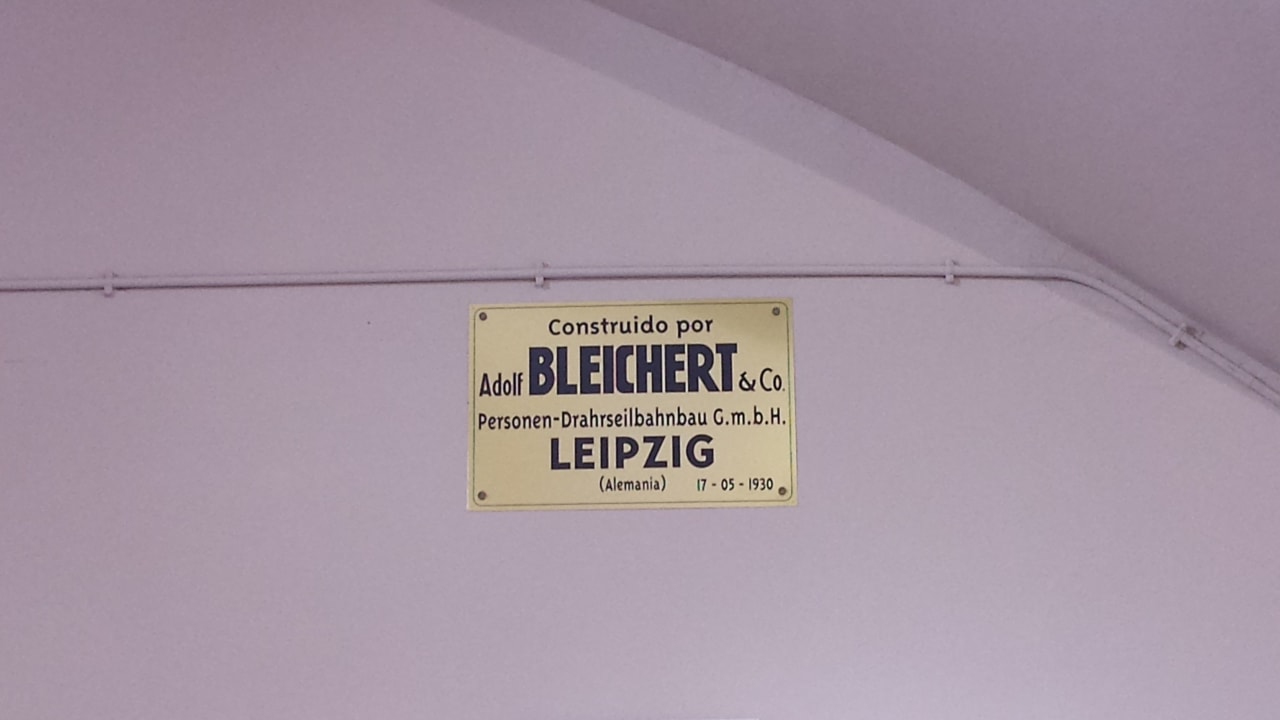 Construido por
Adolf BLEICHERT & Co.
Personen-Drahrseilbahnbau G.m.b.H.
LEIPZIG
(Alemania) 17 - 05 - 1930